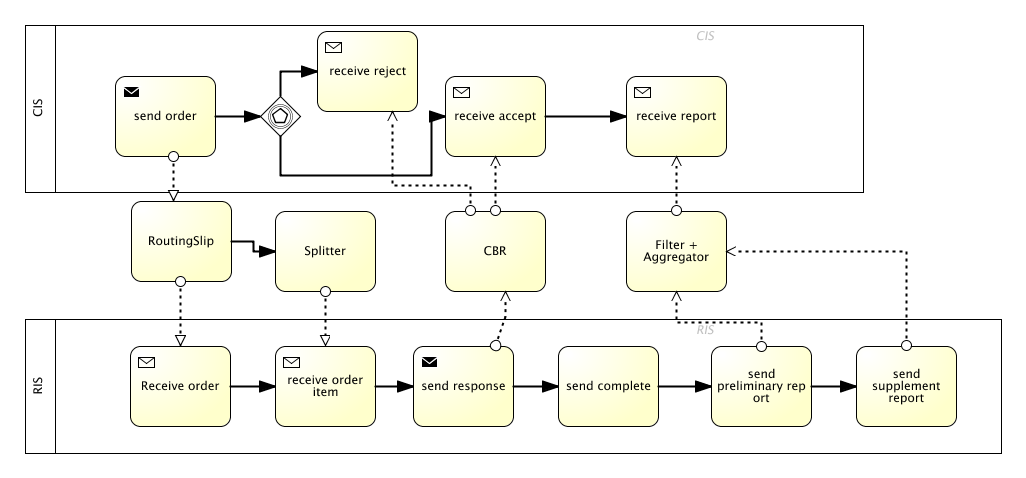 CIS
CIS
receive reject
send order
receive accept
receive report
RoutingSlip
Splitter
CBR
Filter +
Aggregator
RIS
RIS
Receive order
receive order
item
send response
send complete
send
preliminary rep
ort
send
supplement
report